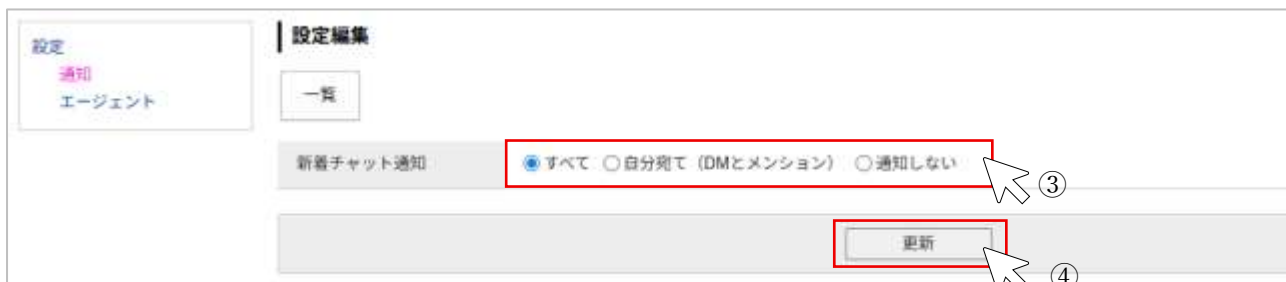 設定
通知
エージェント
設定編集
一覧
新着チャット通知 すべて 自分宛て（DMとメンション） 通知しない
③
更新
④